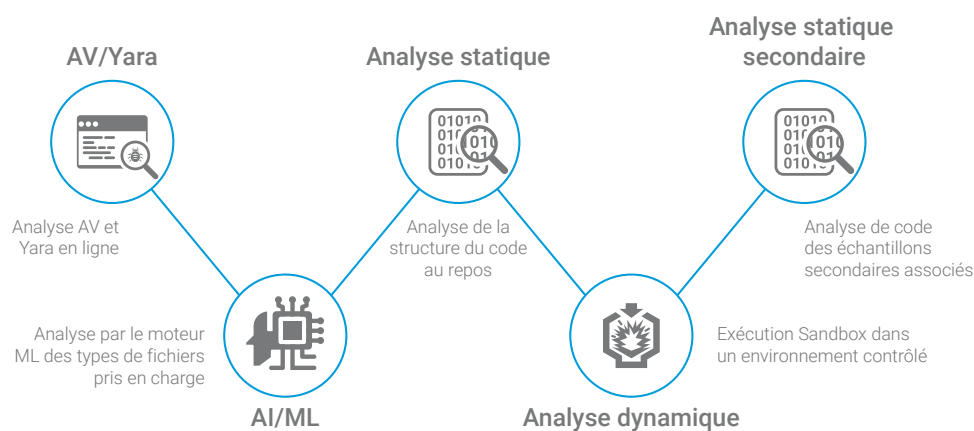 AV/Yara
Analyse AV et
Yara en ligne
Analyse par le moteur
ML des types de fichiers
pris en charge
AI/ML
Analyse statique
01010
Analyse de la
structure du code
au repos
Exécution Sandbox dans
un environnement contrôlé
Analyse dynamique
Analyse statique
secondaire
01010
Analyse de code
des échantillons
secondaires associés